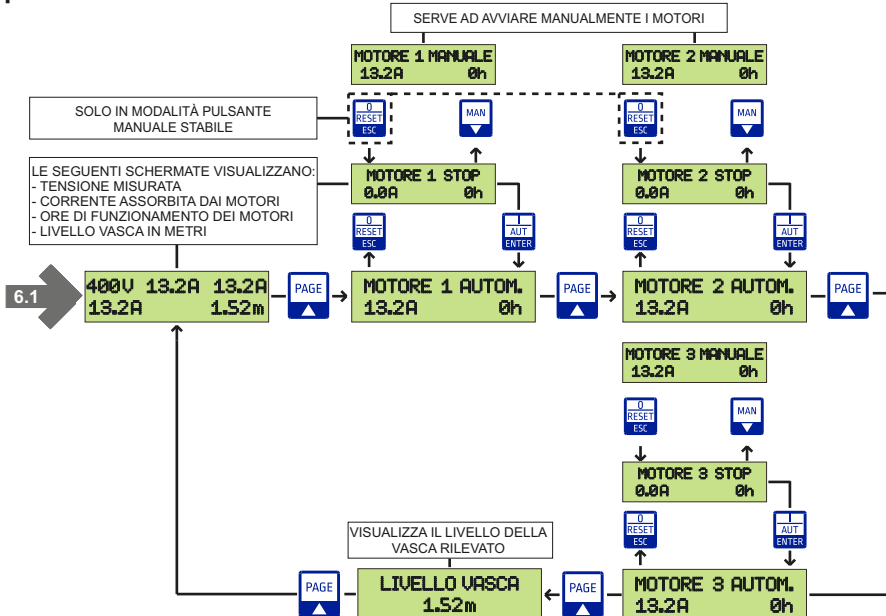 SERVE AD AVVIARE MANUALMENTE I MOTORI
MOTORE 1 MANUALE
13.2A 0h
MOTORE 2 MANUALE
13.2A 0h
SOLO IN MODALITÀ PULSANTE
MANUALE STABILE
0
RESET
ESC
MAN
0
RESET
ESC
MAN
LE SEGUENTI SCHERMATE VISUALIZZANO:
- TENSIONE MISURATA
- CORRENTE ASSORBITA DAI MOTORI
- ORE DI FUNZIONAMENTO DEI MOTORI
- LIVELLO VASCA IN METRI
MOTORE 1 STOP
0.0A 0h
MOTORE 2 STOP
0.0A 0h
0
RESET
ESC
I
AUT
ENTER
0
RESET
ESC
I
AUT
ENTER
6.1
400V 13.2A 13.2A
13.2A 1.52m
PAGE
MOTORE 1 AUTOM.
13.2A 0h
PAGE
MOTORE 2 AUTOM.
13.2A 0h
PAGE
MOTORE 3 MANUALE
13.2A 0h
0
RESET
ESC
MAN
MOTORE 3 STOP
0.0A 0h
0
RESET
ESC
I
AUT
ENTER
VISUALIZZA IL LIVELLO DELLA
VASCA RILEVATO
PAGE
LIVELLO VASCA
1.52m
PAGE
MOTORE 3 AUTOM.
13.2A 0h